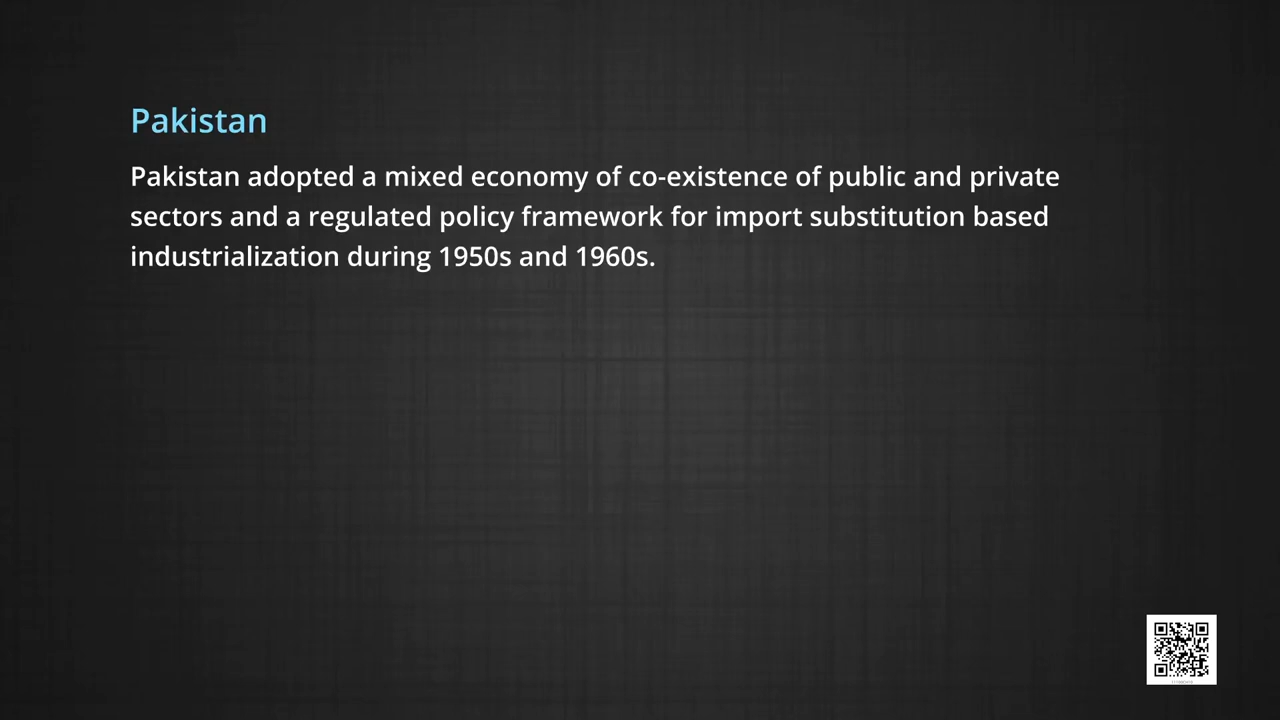 Pakistan
Pakistan adopted a mixed economy of co-existence of public and private
sectors and a regulated policy framework for import substitution based
industrialization during 1950s and 1960s.